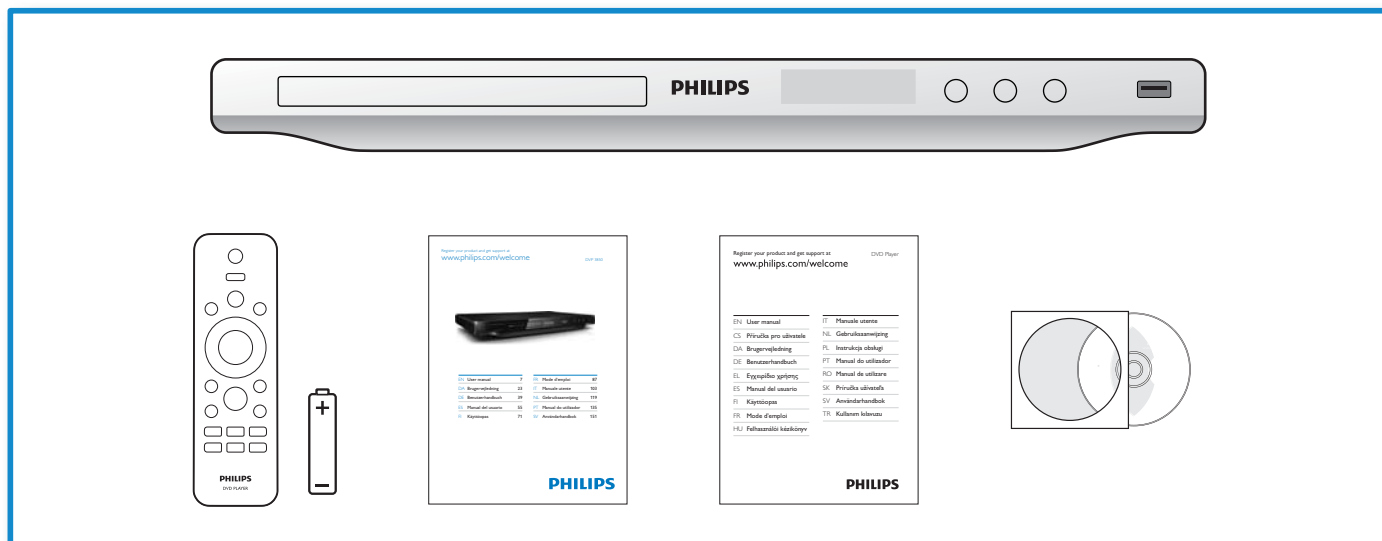 PHILIPS
PHILIPS
DVD PLAYER
+
–
Register your product and get support at
www.philips.com/welcome
EN User manual 7
DA Brugervejledning 23
DE Benutzerhandbuch 39
ES Manual del usuario 55
FI Käyttöopas 71
FR Mode d'emploi 87
IT Manuale utente 103
NL Gebruiksaanwijzing 119
PT Manual do utilizador 135
SV Användarhandbok 151
PHILIPS
Register your product and get support at
www.philips.com/welcome
DVD Player
EN User manual
CS Příručka pro uživatele
DA Brugervejledning
DE Benutzerhandbuch
EL Εγχειρίδιο χρήσης
ES Manual del usuario
FI Käyttöopas
FR Mode d'emploi
HU Felhasználói kézikönyv
IT Manuale utente
NL Gebruiksaanwijzing
PL Instrukcja obsługi
PT Manual do utilizador
RO Manual de utilizare
SK Príručka užívateľa
SV Användarhandbok
TR Kullanım kılavuzu
PHILIPS